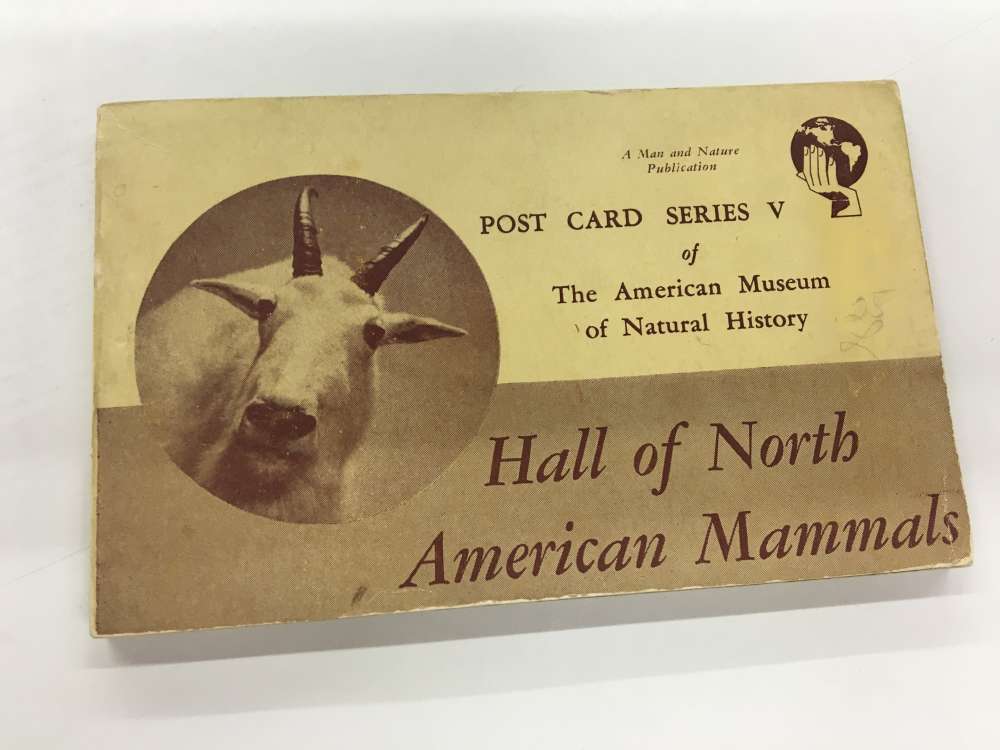 A Man and Nature
Publication
POST CARD SERIES V
of
The American Museum
of Natural History
Hall of North
American Mammals